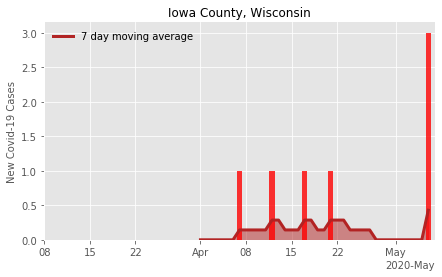 Iowa County, Wisconsin
7 day moving average
New Covid-19 Cases
3.0
2.5
2.0
1.5
1.0
0.5
0.0
08 15 22 Apr 08 15 22 May
2020-May